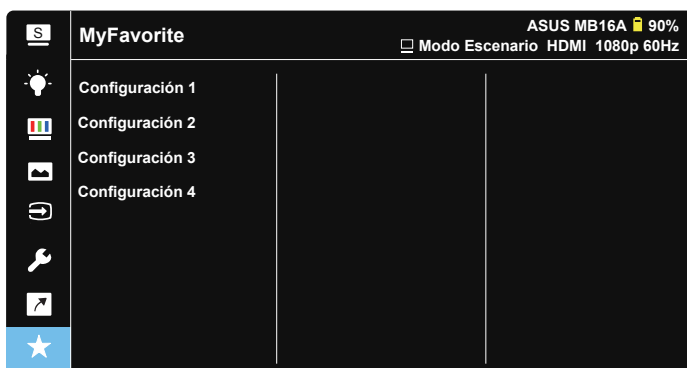 S
MyFavorite
ASUS MB16A 90%
Modo Escenario HDMI 1080p 60Hz
Configuración 1
Configuración 2
Configuración 3
Configuración 4